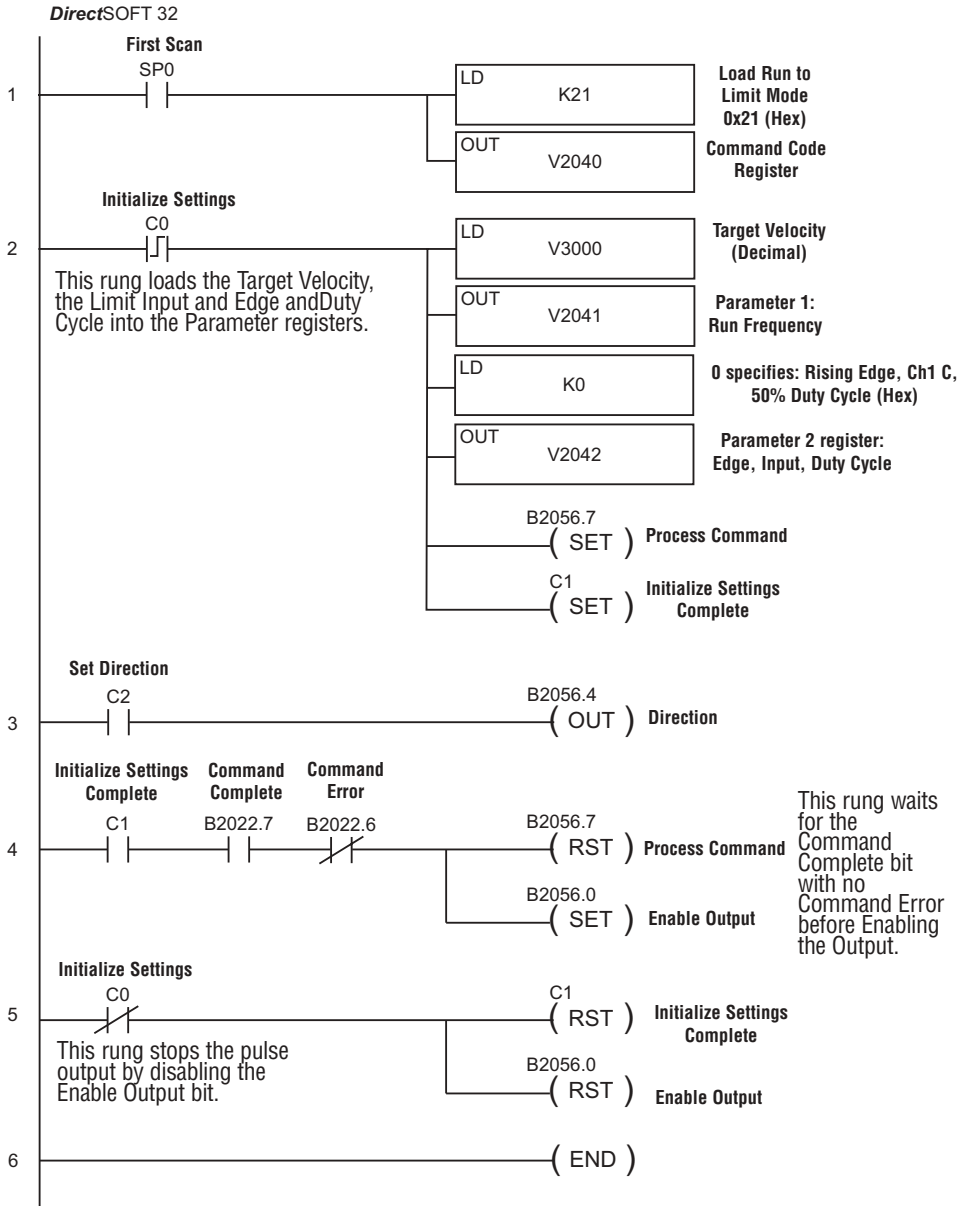 DirectSOFT 32
First Scan
SP0
1
LD
K21
Load Run to
Limit Mode
0x21 (Hex)
OUT
V2040
Command Code
Register
Initialize Settings
C0
2
This rung loads the Target Velocity,
the Limit Input and Edge andDuty
Cycle into the Parameter registers.
LD
V3000
Target Velocity
(Decimal)
OUT
V2041
Parameter 1:
Run Frequency
LD
K0
0 specifies: Rising Edge, Ch1 C,
50% Duty Cycle (Hex)
OUT
V2042
Parameter 2 register:
Edge, Input, Duty Cycle
B2056.7
( SET )
Process Command
C1
( SET )
Initialize Settings
Complete
Set Direction
C2
3
B2056.4
( OUT )
Direction
Initialize Settings
Complete
Command
Complete
Command
Error
C1
B2022.7
B2022.6
4
B2056.7
( RST )
Process Command
B2056.0
( SET )
Enable Output
This rung waits
for the
Command
Complete bit
with no
Command Error
before Enabling
the Output.
Initialize Settings
C0
5
This rung stops the pulse
output by disabling the
Enable Output bit.
C1
( RST )
Initialize Settings
Complete
B2056.0
( RST )
Enable Output
6
( END )